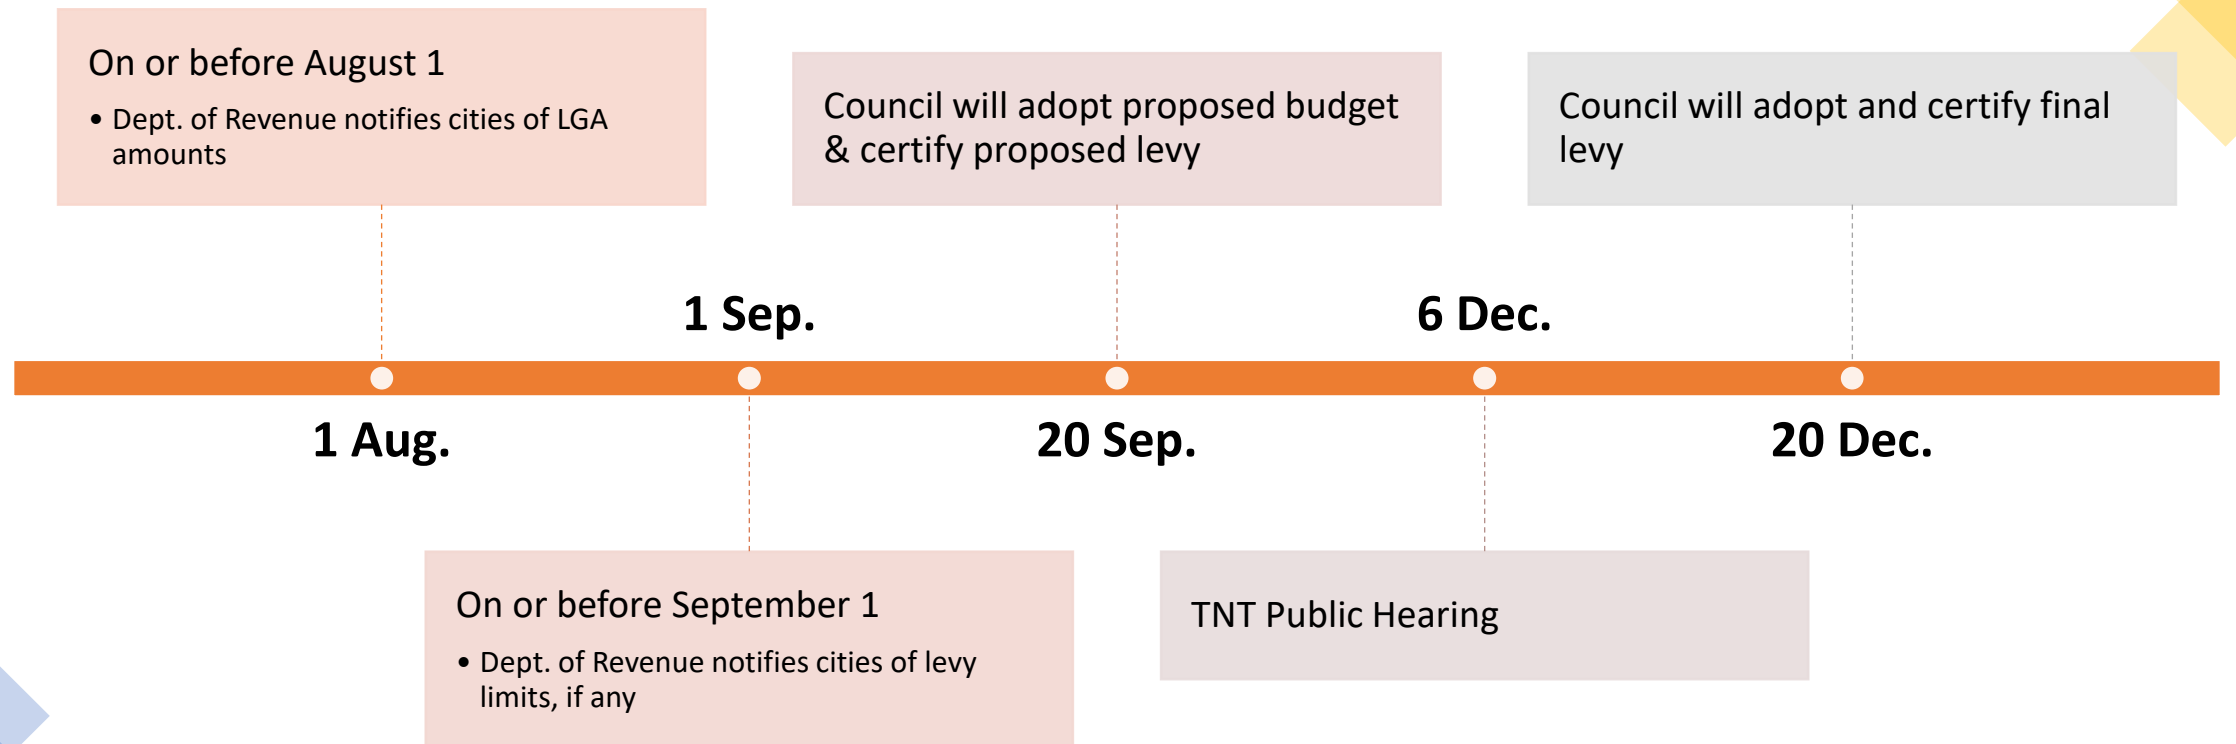 On or before August 1
• Dept. of Revenue notifies cities of LGA
amounts
Council will adopt proposed budget
& certify proposed levy
Council will adopt and certify final
levy
1 Sep.
6 Dec.
1 Aug.
20 Sep.
20 Dec.
On or before September 1
• Dept. of Revenue notifies cities of levy
limits, if any
TNT Public Hearing